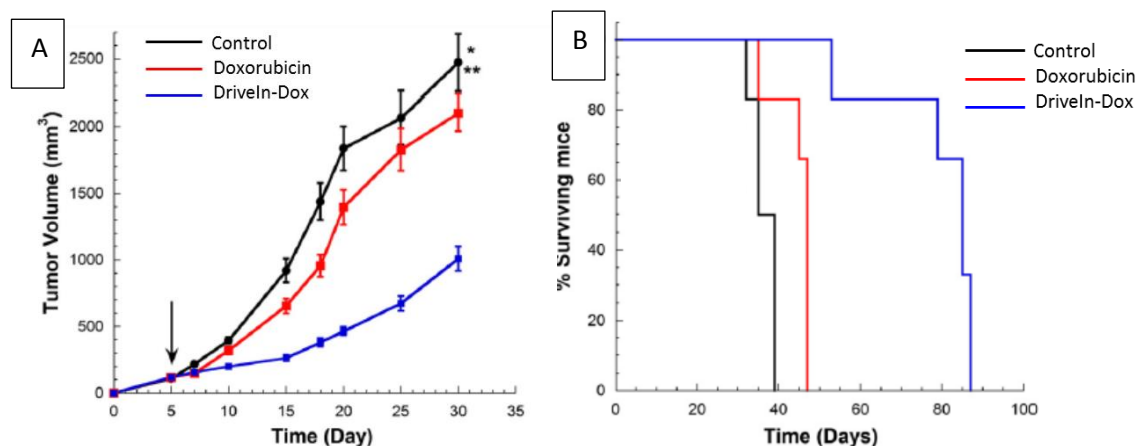 A
Control
Doxorubicin
DriveIn-Dox
*
**
Tumor Volume (mm³)
2500
2000
1500
1000
500
0
0 5 10 15 20 25 30 35
Time (Day)
B
Control
Doxorubicin
DriveIn-Dox
% Surviving mice
80
60
40
20
0
0 20 40 60 80 100
Time (Days)